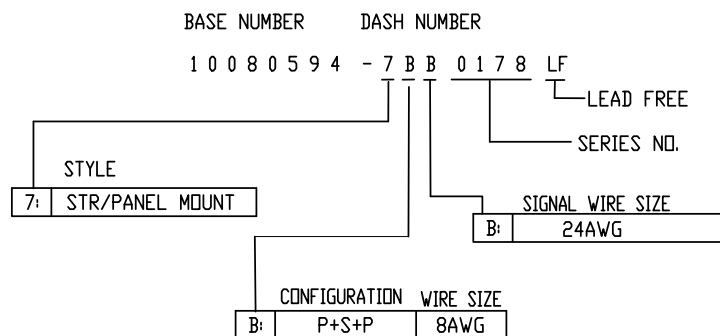 BASE NUMBER DASH NUMBER
10080594 -7 B B 0178 LF
LEAD FREE
SERIES NO.
STYLE
7: STR/PANEL MOUNT
SIGNAL WIRE SIZE
B: 24AWG
CONFIGURATION WIRE SIZE
B: P+S+P 8AWG